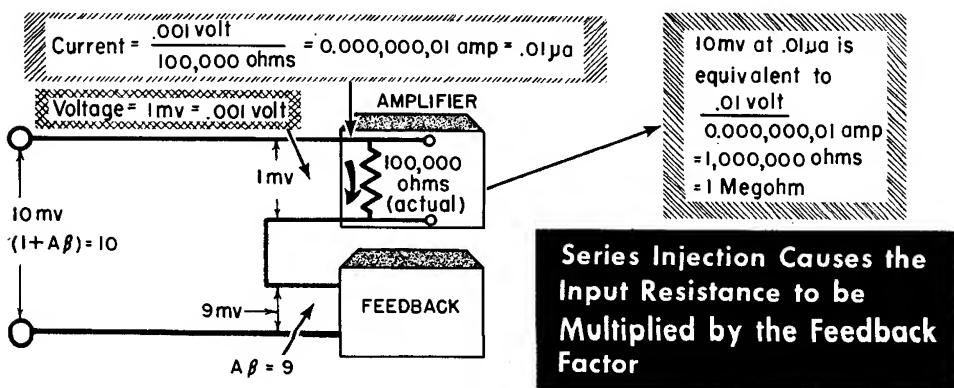 Current = .001 volt / 100,000 ohms = 0.000,000,01 amp = .01µa
Voltage = 1mv = .001 volt
AMPLIFIER
1mv
100,000
ohms
(actual)
10mv
(1+Aβ) = 10
9mv
FEEDBACK
Aβ = 9
10mv at .01µa is
equivalent to
.01 volt
0.000,000,01 amp
=1,000,000 ohms
=1 Megohm
Series Injection Causes the
Input Resistance to be
Multiplied by the Feedback
Factor